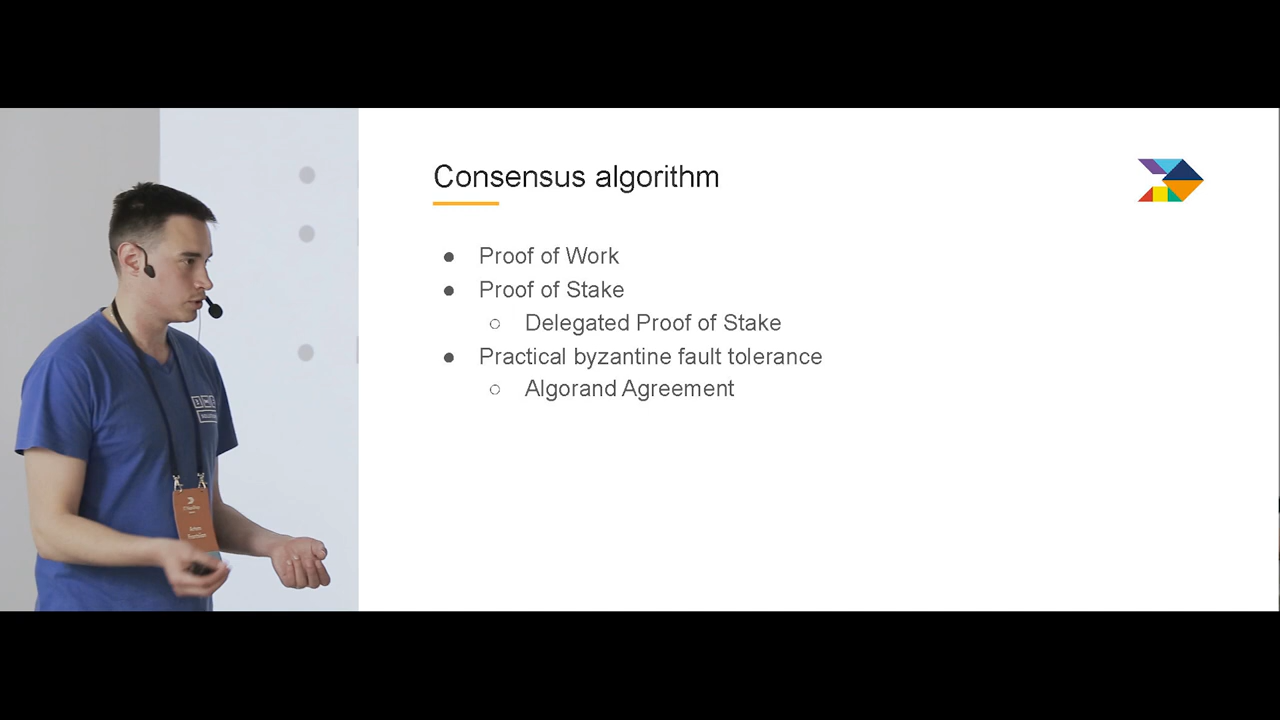 Consensus algorithm
Proof of Work
Proof of Stake
Delegated Proof of Stake
Practical byzantine fault tolerance
Algorand Agreement